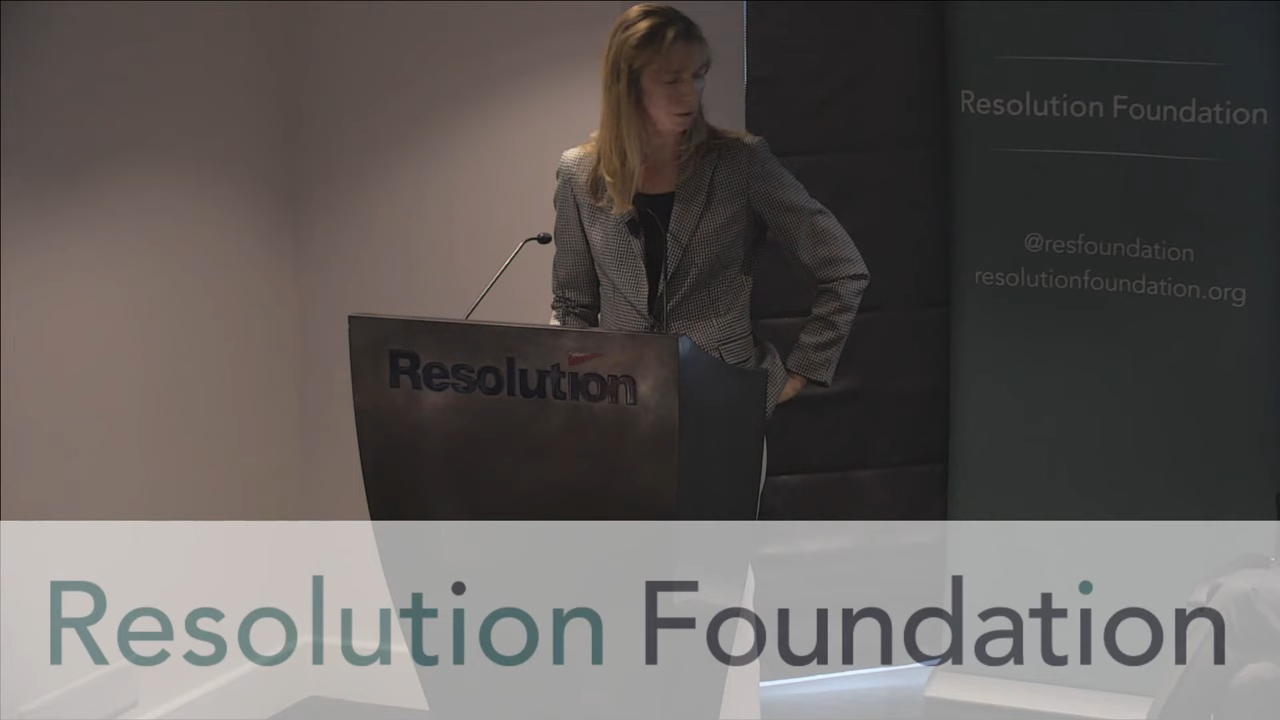 Resolution Foundation
@resfoundation
resolutionfoundation.org
Resolution
Resolution Foundation